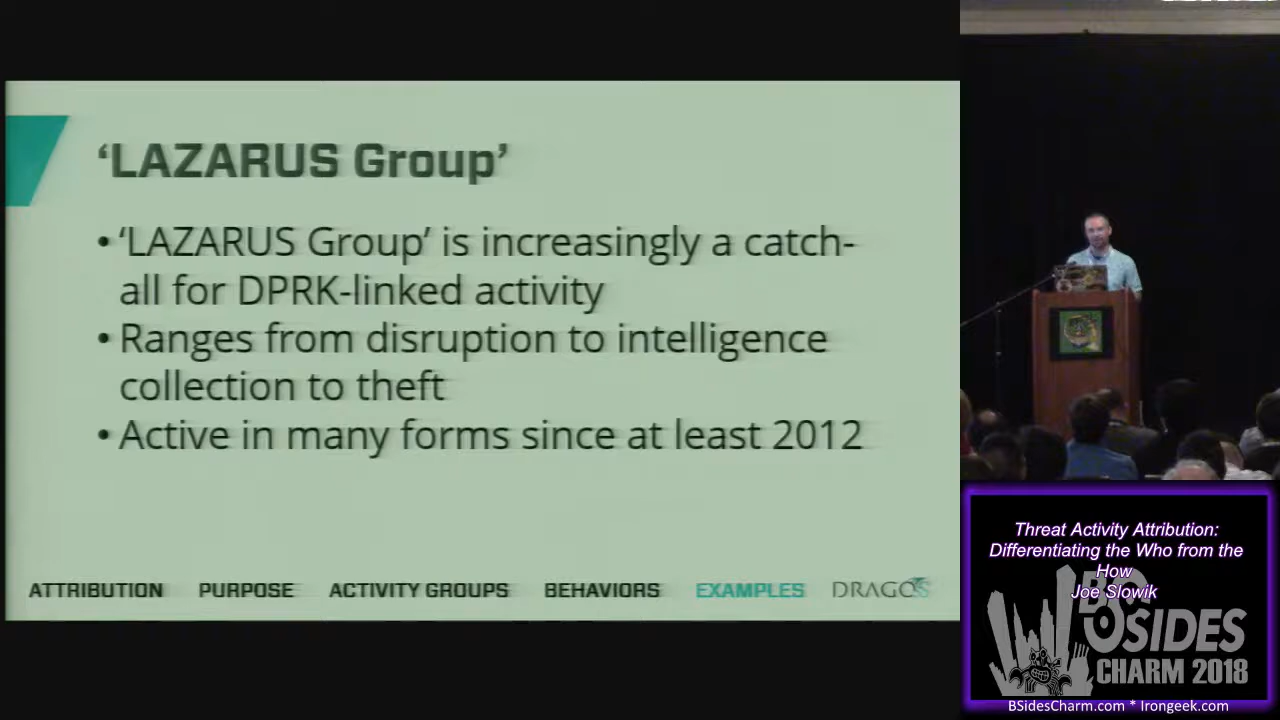 ‘LAZARUS Group’
• ‘LAZARUS Group’ is increasingly a catch-
all for DPRK-linked activity
• Ranges from disruption to intelligence
collection to theft
• Active in many forms since at least 2012
ATTRIBUTION PURPOSE ACTIVITY GROUPS BEHAVIORS EXAMPLES DRAGOS
Threat Activity Attribution:
Differentiating the Who from the
How
Joe Slowik
BSIDES
CHARM 2018
BSidesCharm.com * Irongeek.com